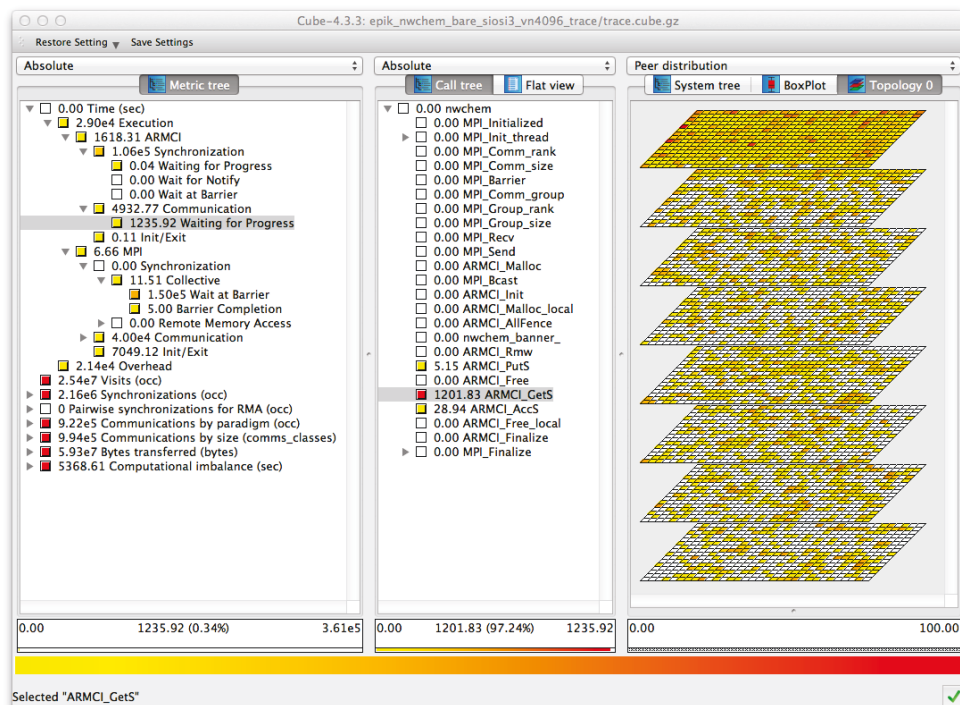 Cube-4.3.3: epik_nwchem_bare_siosi3_vn4096_trace/trace.cube.gz
Restore Setting Save Settings
Absolute
Metric tree
0.00 Time (sec)
2.90e4 Execution
1618.31 ARMCI
1.06e5 Synchronization
0.04 Waiting for Progress
0.00 Wait for Notify
0.00 Wait at Barrier
4932.77 Communication
1235.92 Waiting for Progress
0.11 Init/Exit
6.66 MPI
0.00 Synchronization
11.51 Collective
1.50e5 Wait at Barrier
5.00 Barrier Completion
0.00 Remote Memory Access
4.00e4 Communication
7049.12 Init/Exit
2.14e4 Overhead
2.54e7 Visits (occ)
2.16e6 Synchronizations (occ)
0 Pairwise synchronizations for RMA (occ)
9.22e5 Communications by paradigm (occ)
9.94e5 Communications by size (comms_classes)
5.93e7 Bytes transferred (bytes)
5368.61 Computational imbalance (sec)
0.00 1235.92 (0.34%) 3.61e5
Absolute
Call tree Flat view
0.00 nwchem
0.00 MPI_Initialized
0.00 MPI_Init_thread
0.00 MPI_Comm_rank
0.00 MPI_Comm_size
0.00 MPI_Barrier
0.00 MPI_Comm_group
0.00 MPI_Group_rank
0.00 MPI_Group_size
0.00 MPI_Recv
0.00 MPI_Send
0.00 ARMCI_Malloc
0.00 MPI_Bcast
0.00 ARMCI_Init
0.00 ARMCI_Malloc_local
0.00 ARMCI_AllFence
0.00 nwchem_banner_
0.00 ARMCI_Rmw
5.15 ARMCI_PutS
0.00 ARMCI_Free
1201.83 ARMCI_GetS
28.94 ARMCI_AccS
0.00 ARMCI_Free_local
0.00 ARMCI_Finalize
0.00 MPI_Finalize
0.00 1201.83 (97.24%) 1235.92
Peer distribution
System tree BoxPlot Topology 0
0.00 100.00
Selected "ARMCI_GetS"